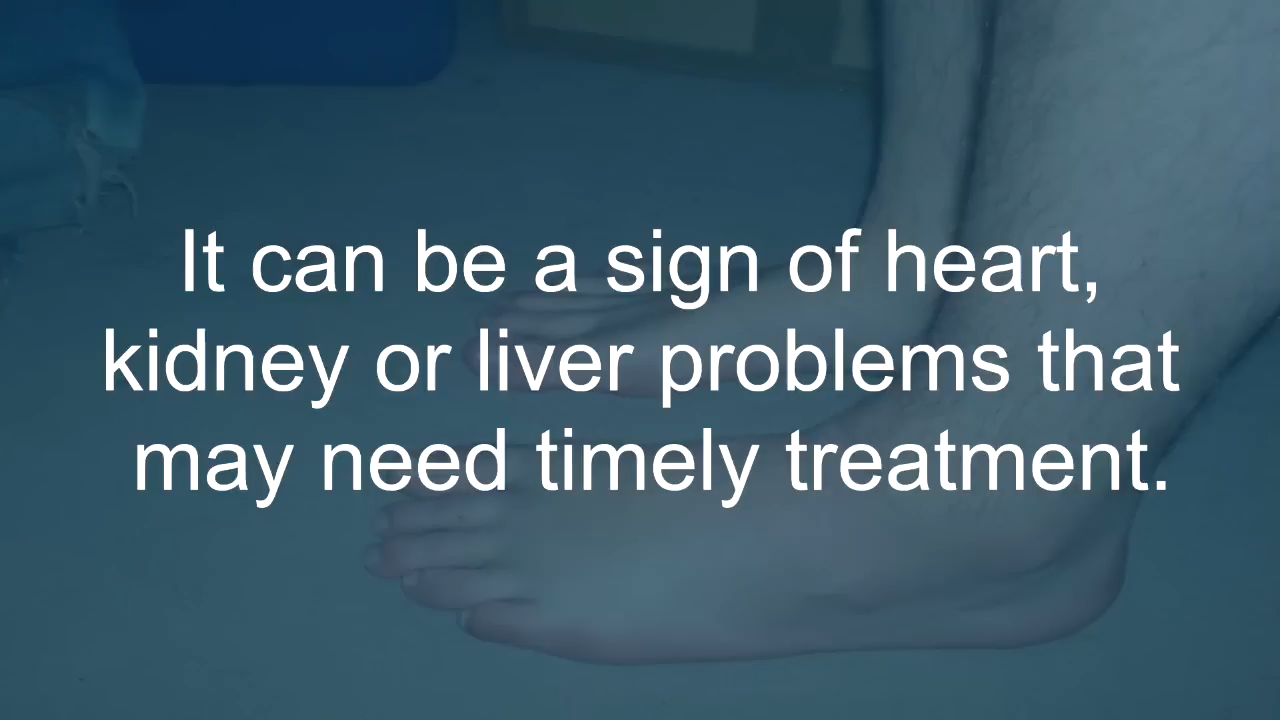 It can be a sign of heart,
kidney or liver problems that
may need timely treatment.